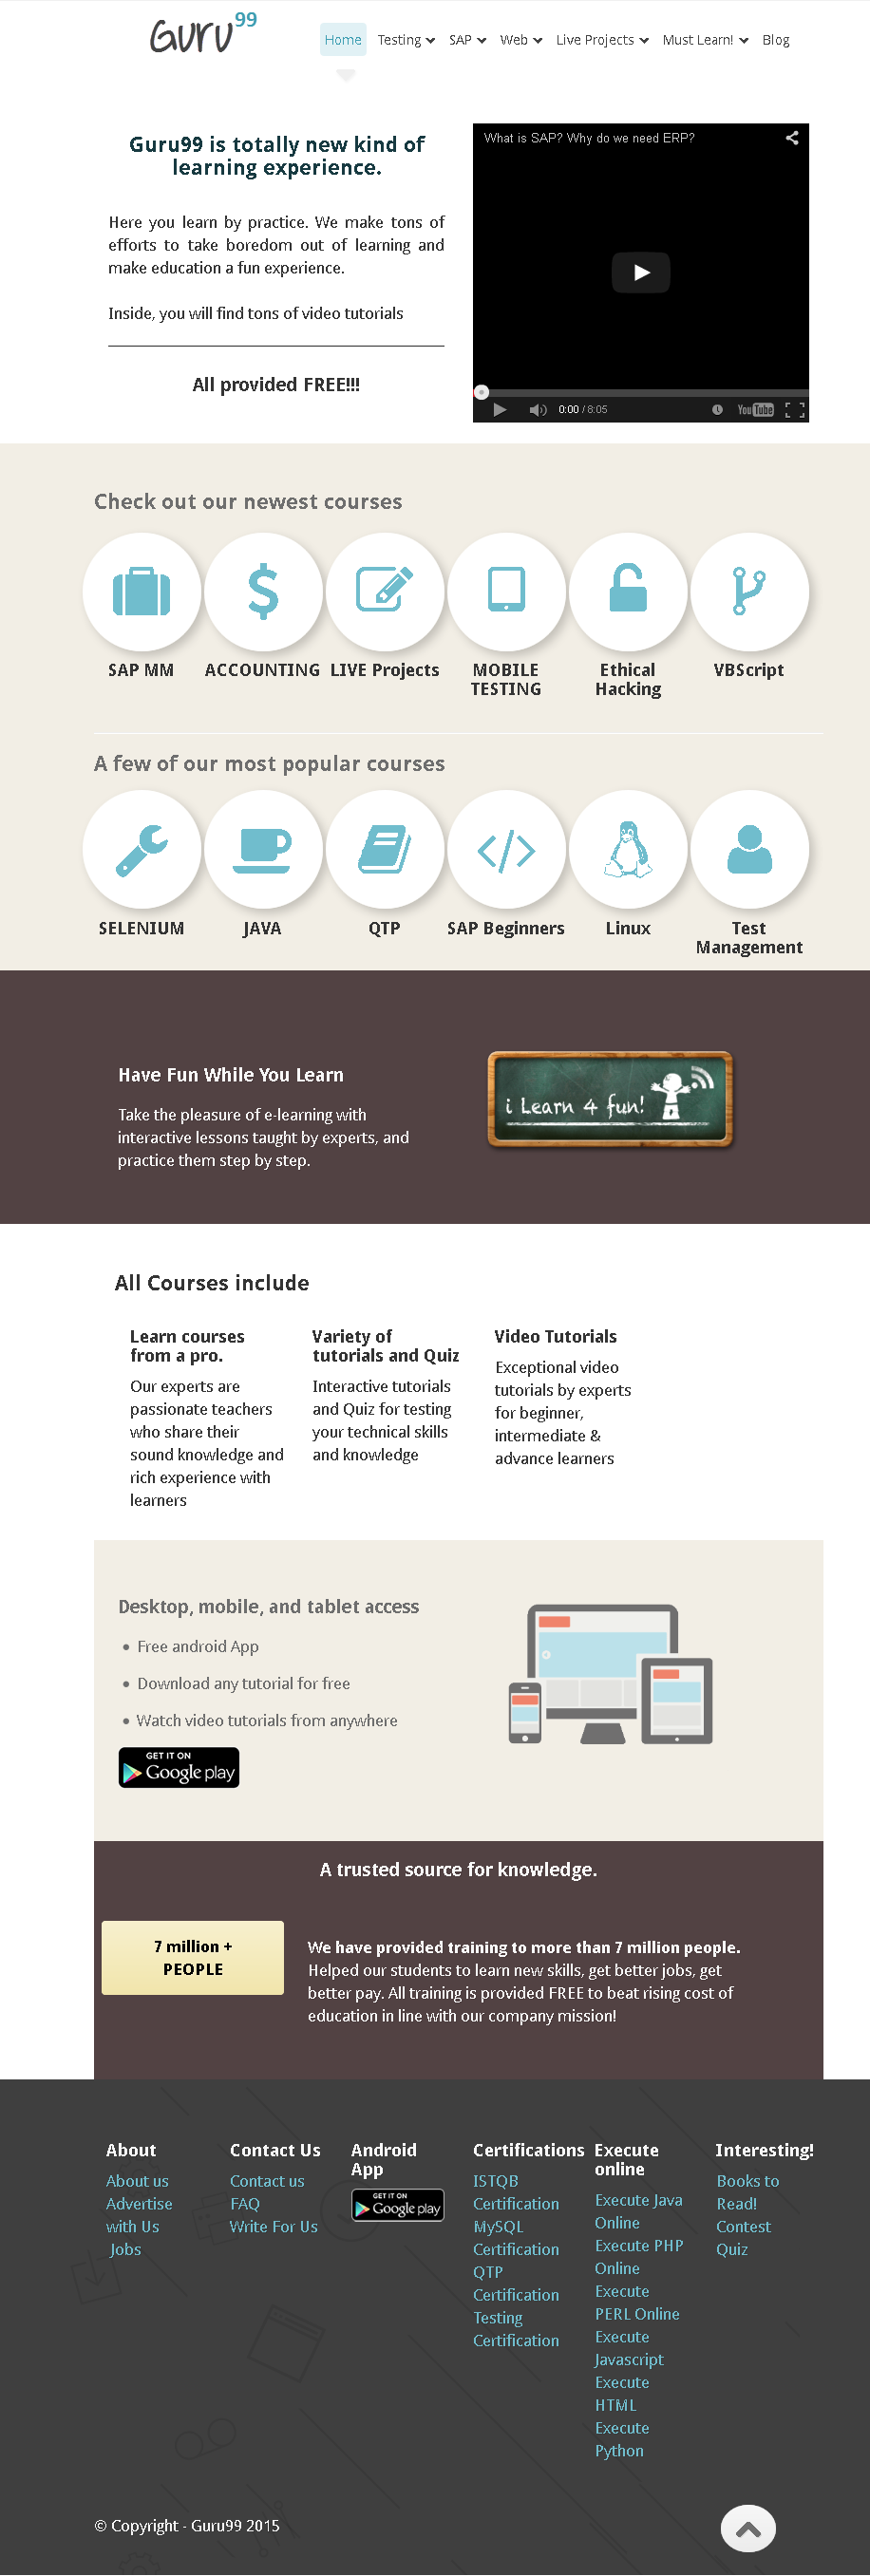 Guru99
Home Testing SAP Web Live Projects Must Learn! Blog
Guru99 is totally new kind of
learning experience.
Here you learn by practice. We make tons of
efforts to take boredom out of learning and
make education a fun experience.
Inside, you will find tons of video tutorials
All provided FREE!!!
What is SAP? Why do we need ERP?
0:00 / 8:05
YouTube
Check out our newest courses
SAP MM
ACCOUNTING
LIVE Projects
MOBILE
TESTING
Ethical
Hacking
VBScript
A few of our most popular courses
SELENIUM
JAVA
QTP
SAP Beginners
Linux
Test
Management
Have Fun While You Learn
Take the pleasure of e-learning with
interactive lessons taught by experts, and
practice them step by step.
i Learn 4 fun!
All Courses include
Learn courses
from a pro.
Our experts are
passionate teachers
who share their
sound knowledge and
rich experience with
learners
Variety of
tutorials and Quiz
Interactive tutorials
and Quiz for testing
your technical skills
and knowledge
Video Tutorials
Exceptional video
tutorials by experts
for beginner,
intermediate &
advance learners
Desktop, mobile, and tablet access
• Free android App
• Download any tutorial for free
• Watch video tutorials from anywhere
GET IT ON
Google play
A trusted source for knowledge.
7 million +
PEOPLE
We have provided training to more than 7 million people.
Helped our students to learn new skills, get better jobs, get
better pay. All training is provided FREE to beat rising cost of
education in line with our company mission!
About
About us
Advertise
with Us
Jobs
Contact Us
Contact us
FAQ
Write For Us
Android
App
GET IT ON
Google play
Certifications
ISTQB
Certification
MySQL
Certification
QTP
Certification
Testing
Certification
Execute
online
Execute Java
Online
Execute PHP
Online
Execute
PERL Online
Execute
Javascript
Execute
HTML
Execute
Python
Interesting!
Books to
Read!
Contest
Quiz
© Copyright - Guru99 2015